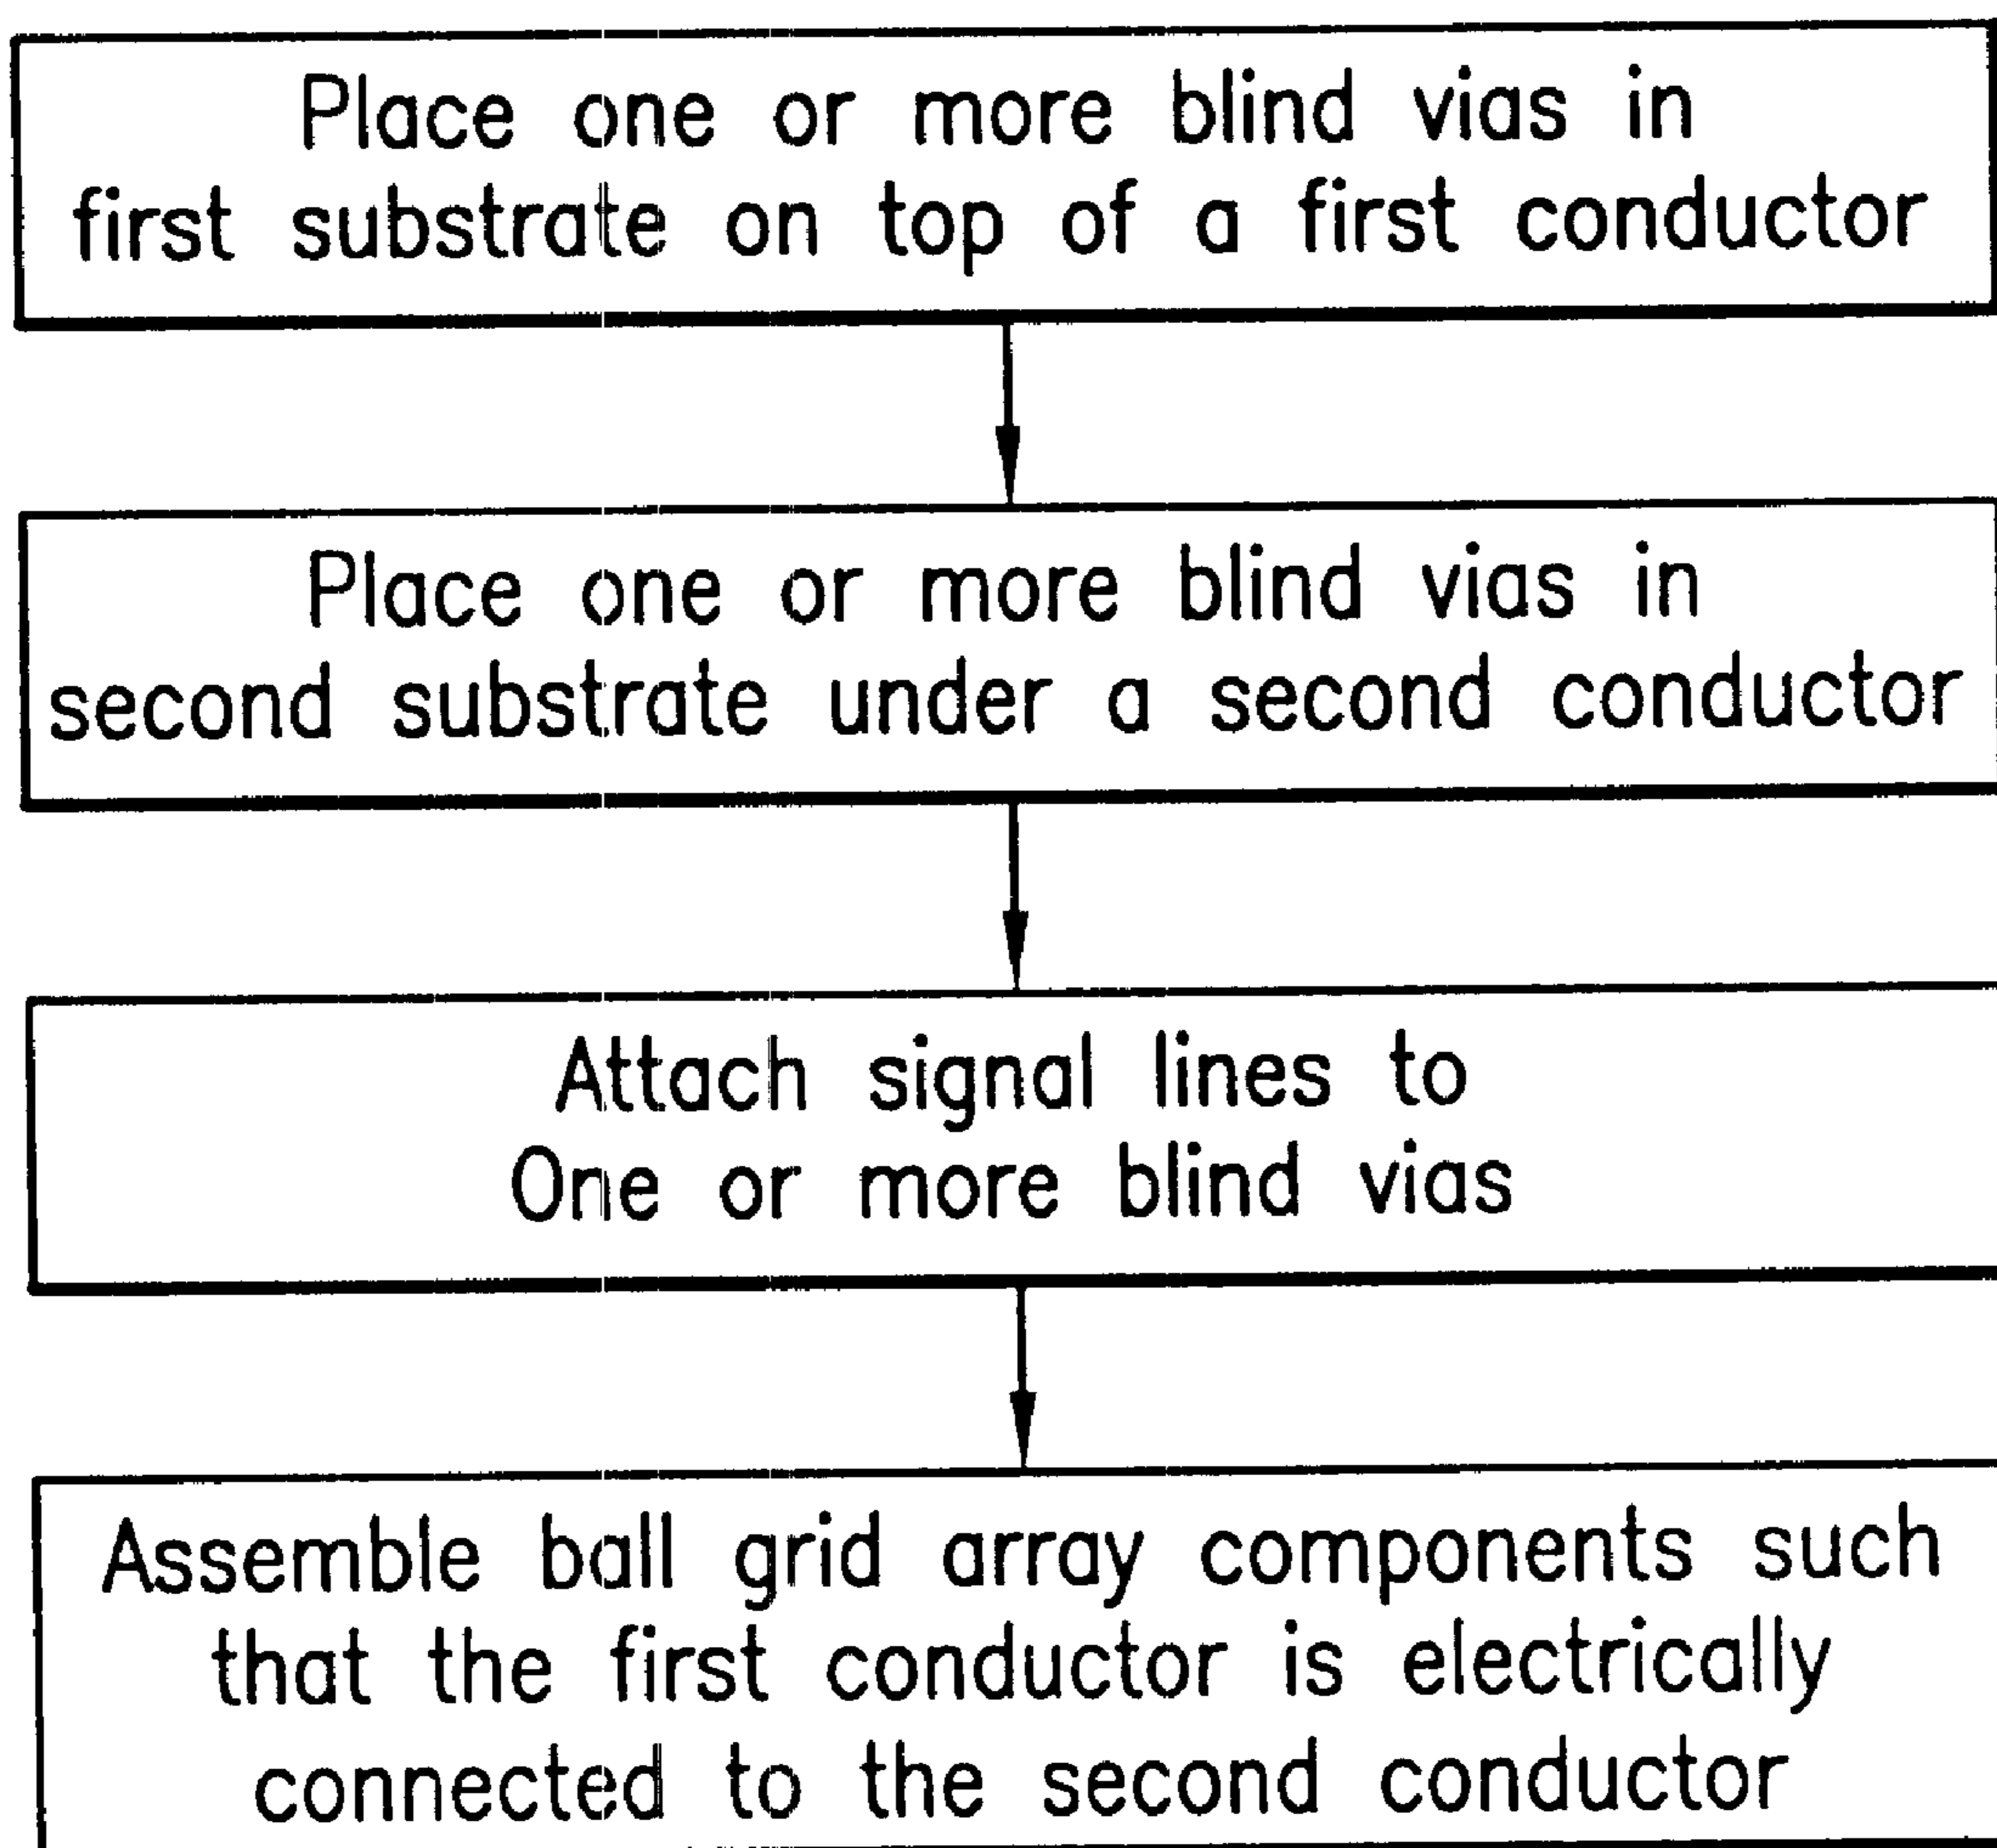 Place one or more blind vias in
first substrate on top of a first conductor
Place one or more blind vias in
second substrate under a second conductor
Attach signal lines to
One or more blind vias
Assemble ball grid array components such
that the first conductor is electrically
connected to the second conductor